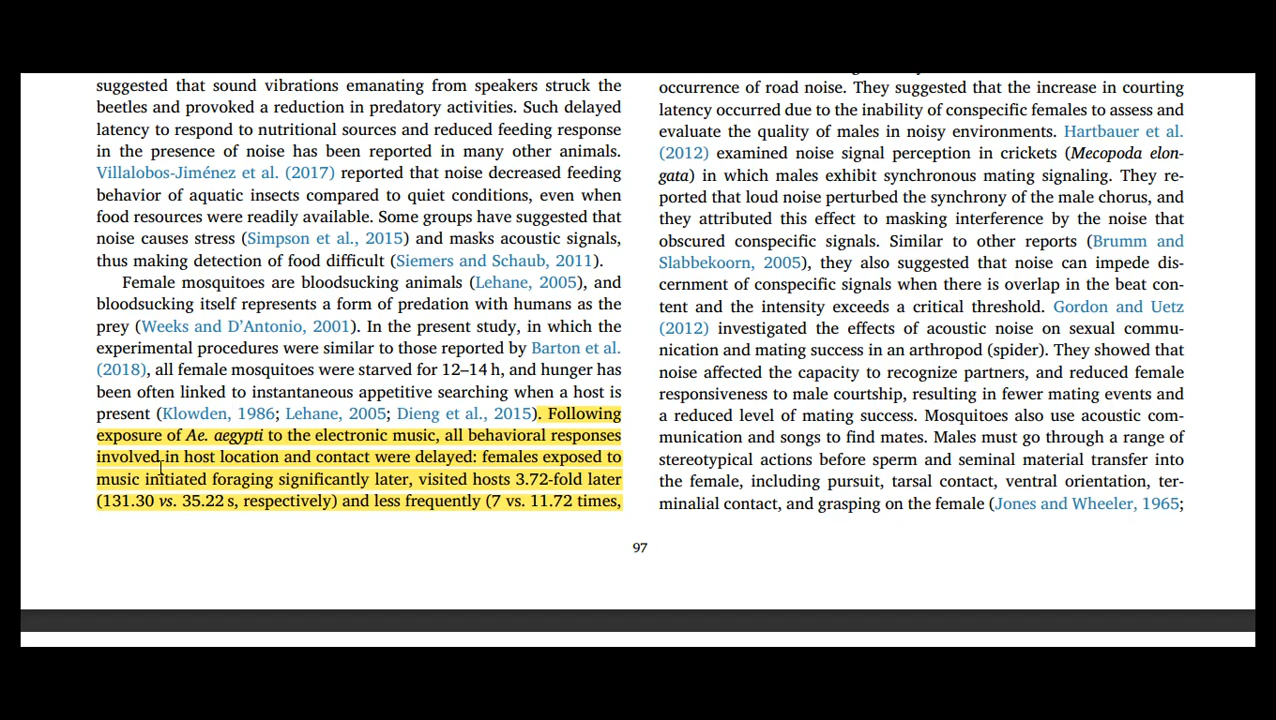 suggested that sound vibrations emanating from speakers struck the
beetles and provoked a reduction in predatory activities. Such delayed
latency to respond to nutritional sources and reduced feeding response
in the presence of noise has been reported in many other animals.
Villalobos-Jiménez et al. (2017) reported that noise decreased feeding
behavior of aquatic insects compared to quiet conditions, even when
food resources were readily available. Some groups have suggested that
noise causes stress (Simpson et al., 2015) and masks acoustic signals,
thus making detection of food difficult (Siemers and Schaub, 2011).
Female mosquitoes are bloodsucking animals (Lehane, 2005), and
bloodsucking itself represents a form of predation with humans as the
prey (Weeks and D’Antonio, 2001). In the present study, in which the
experimental procedures were similar to those reported by Barton et al.
(2018), all female mosquitoes were starved for 12–14 h, and hunger has
been often linked to instantaneous appetitive searching when a host is
present (Klowden, 1986; Lehane, 2005; Dieng et al., 2015). Following
exposure of Ae. aegypti to the electronic music, all behavioral responses
involved in host location and contact were delayed: females exposed to
music initiated foraging significantly later, visited hosts 3.72-fold later
(131.30 vs. 35.22 s, respectively) and less frequently (7 vs. 11.72 times,
occurrence of road noise. They suggested that the increase in courting
latency occurred due to the inability of conspecific females to assess and
evaluate the quality of males in noisy environments. Hartbauer et al.
(2012) examined noise signal perception in crickets (Mecopoda elon-
gata) in which males exhibit synchronous mating signaling. They re-
ported that loud noise perturbed the synchrony of the male chorus, and
they attributed this effect to masking interference by the noise that
obscured conspecific signals. Similar to other reports (Brumm and
Slabbekoorn, 2005), they also suggested that noise can impede dis-
cernment of conspecific signals when there is overlap in the beat con-
tent and the intensity exceeds a critical threshold. Gordon and Uetz
(2012) investigated the effects of acoustic noise on sexual commu-
nication and mating success in an arthropod (spider). They showed that
noise affected the capacity to recognize partners, and reduced female
responsiveness to male courtship, resulting in fewer mating events and
a reduced level of mating success. Mosquitoes also use acoustic com-
munication and songs to find mates. Males must go through a range of
stereotypical actions before sperm and seminal material transfer into
the female, including pursuit, tarsal contact, ventral orientation, ter-
minalial contact, and grasping on the female (Jones and Wheeler, 1965;
97